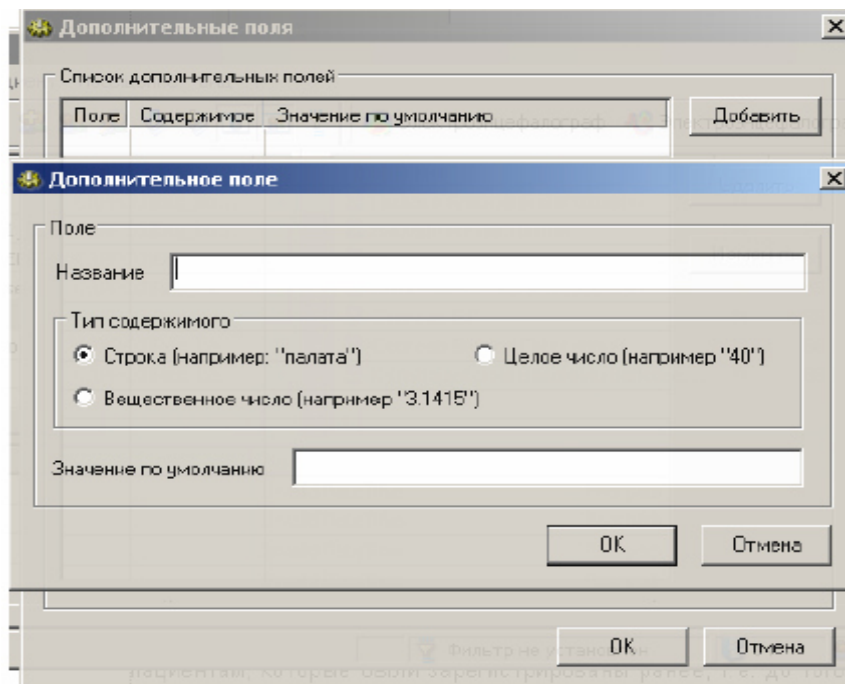 Дополнительные поля
Список дополнительных полей
Поле Содержимое Значение по умолчанию
Добавить
Дополнительное поле
Поле
Название
Тип содержимого
Строка (например: "палата") Целое число (например "40")
Вещественное число (например "3.1415")
Значение по умолчанию
OK Отмена
Фильтр не установлен
OK Отмена
пациентам, которые были зарегистрированы ранее, т.е. до того